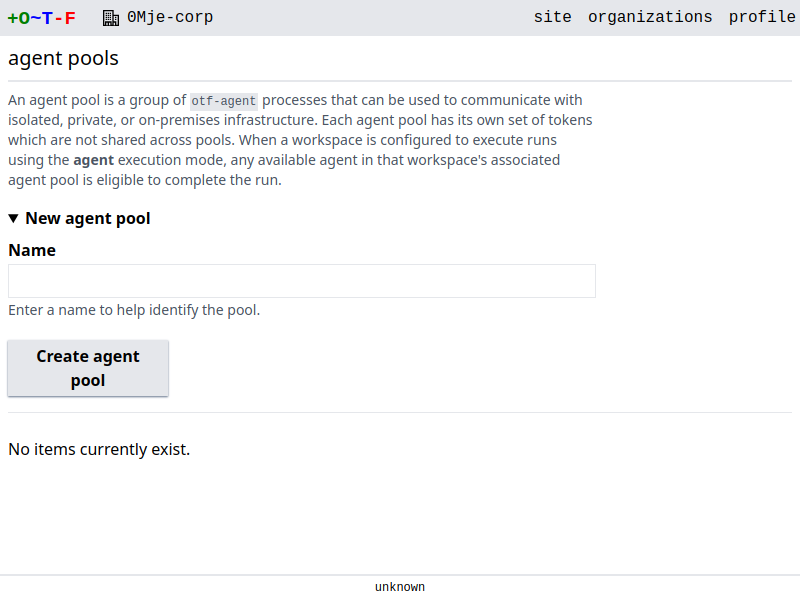 +O~T-F 0Mje-corp site organizations profile
agent pools
An agent pool is a group of otf-agent processes that can be used to communicate with
isolated, private, or on-premises infrastructure. Each agent pool has its own set of tokens
which are not shared across pools. When a workspace is configured to execute runs
using the agent execution mode, any available agent in that workspace's associated
agent pool is eligible to complete the run.
▼ New agent pool
Name
Enter a name to help identify the pool.
Create agent
pool
No items currently exist.
unknown